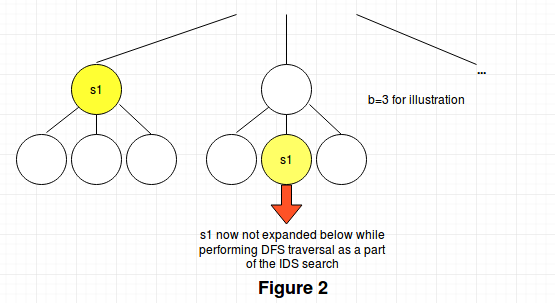 ...
s1
b=3 for illustration
s1
s1 now not expanded below while
performing DFS traversal as a part
of the IDS search
Figure 2